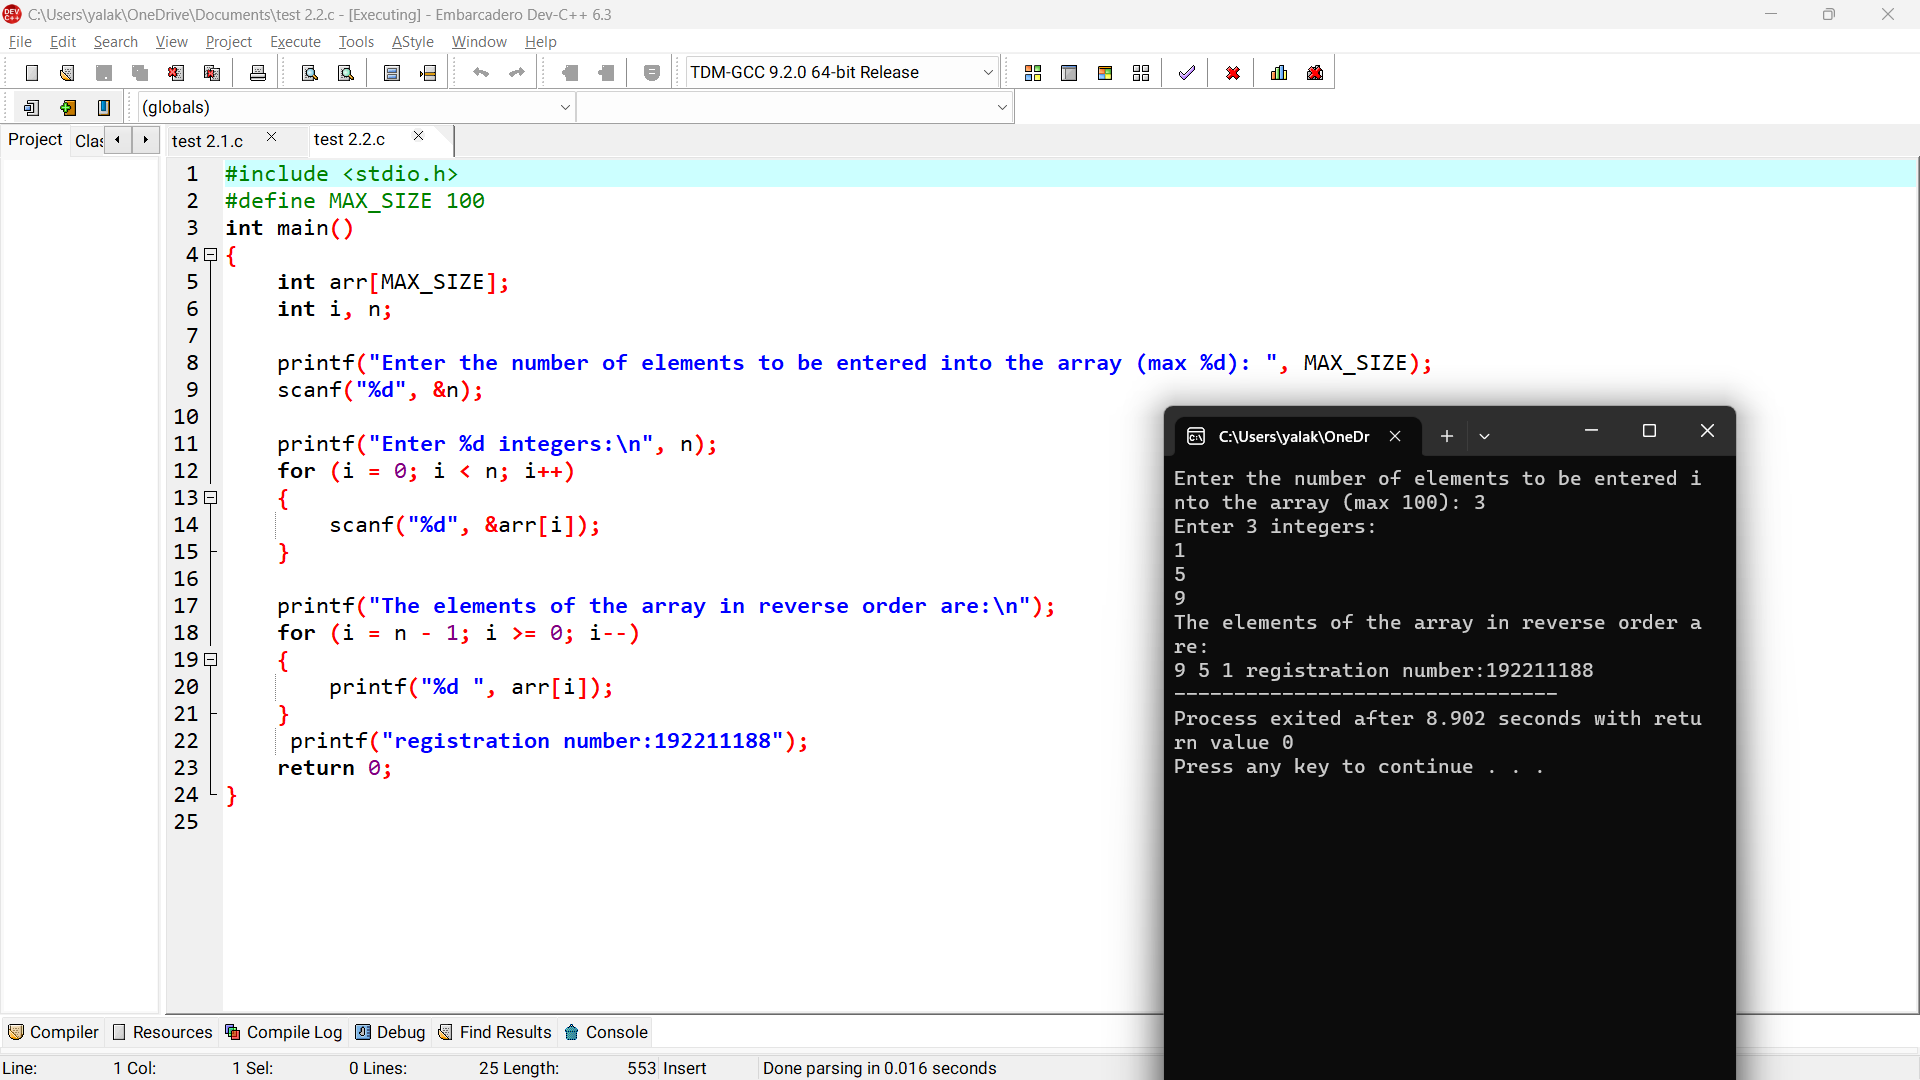 C:\Users\yalak\OneDrive\Documents\test 2.2.c - [Executing] - Embarcadero Dev-C++ 6.3
File Edit Search View Project Execute Tools AStyle Window Help
TDM-GCC 9.2.0 64-bit Release
(globals)
Project Clas test 2.1.c test 2.2.c
1 #include <stdio.h>
2 #define MAX_SIZE 100
3 int main()
4 {
5 int arr[MAX_SIZE];
6 int i, n;
7
8 printf("Enter the number of elements to be entered into the array (max %d): ", MAX_SIZE);
9 scanf("%d", &n);
10
11 printf("Enter %d integers:\n", n);
12 for (i = 0; i < n; i++)
13 {
14 scanf("%d", &arr[i]);
15 }
16
17 printf("The elements of the array in reverse order are:\n");
18 for (i = n - 1; i >= 0; i--)
19 {
20 printf("%d ", arr[i]);
21 }
22 printf("registration number:192211188");
23 return 0;
24 }
25
C:\Users\yalak\OneDr
Enter the number of elements to be entered i
nto the array (max 100): 3
Enter 3 integers:
1
5
9
The elements of the array in reverse order a
re:
9 5 1 registration number:192211188
--------------------------------
Process exited after 8.902 seconds with retu
rn value 0
Press any key to continue . . .
Compiler Resources Compile Log Debug Find Results Console
Line: 1 Col: 1 Sel: 0 Lines: 25 Length: 553 Insert Done parsing in 0.016 seconds